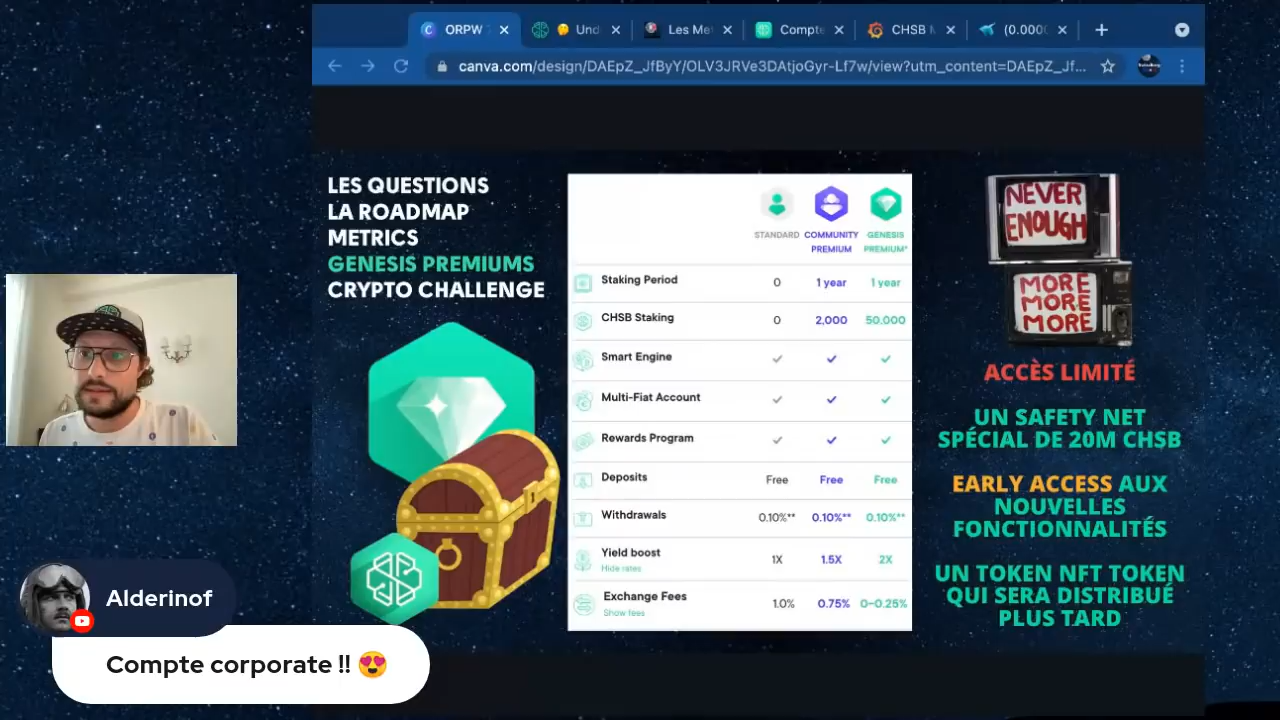 ORPW
Und
Les Me
Compte
CHSB M
(0.000
canva.com/design/DAEpZ_JfByY/OLV3JRVe3DAtjoGyr-Lf7w/view?utm_content=DAEpZ_Jf...
LES QUESTIONS
LA ROADMAP
METRICS
GENESIS PREMIUMS
CRYPTO CHALLENGE
STANDARD COMMUNITY PREMIUM GENESIS PREMIUM*
Staking Period 0 1 year 1 year
CHSB Staking 0 2,000 50.000
Smart Engine ✓ ✓ ✓
Multi-Fiat Account ✓ ✓ ✓
Rewards Program ✓ ✓ ✓
Deposits Free Free Free
Withdrawals 0.10%** 0.10%** 0.10%**
Yield boost 1X 1.5X 2X
Hide rates
Exchange Fees 1.0% 0.75% 0-0.25%
Show fees
NEVER
ENOUGH
MORE
MORE
MORE
ACCÈS LIMITÉ
UN SAFETY NET
SPÉCIAL DE 20M CHSB
EARLY ACCESS AUX
NOUVELLES
FONCTIONNALITÉS
UN TOKEN NFT TOKEN
QUI SERA DISTRIBUÉ
PLUS TARD
Alderinof
Compte corporate !! 😍